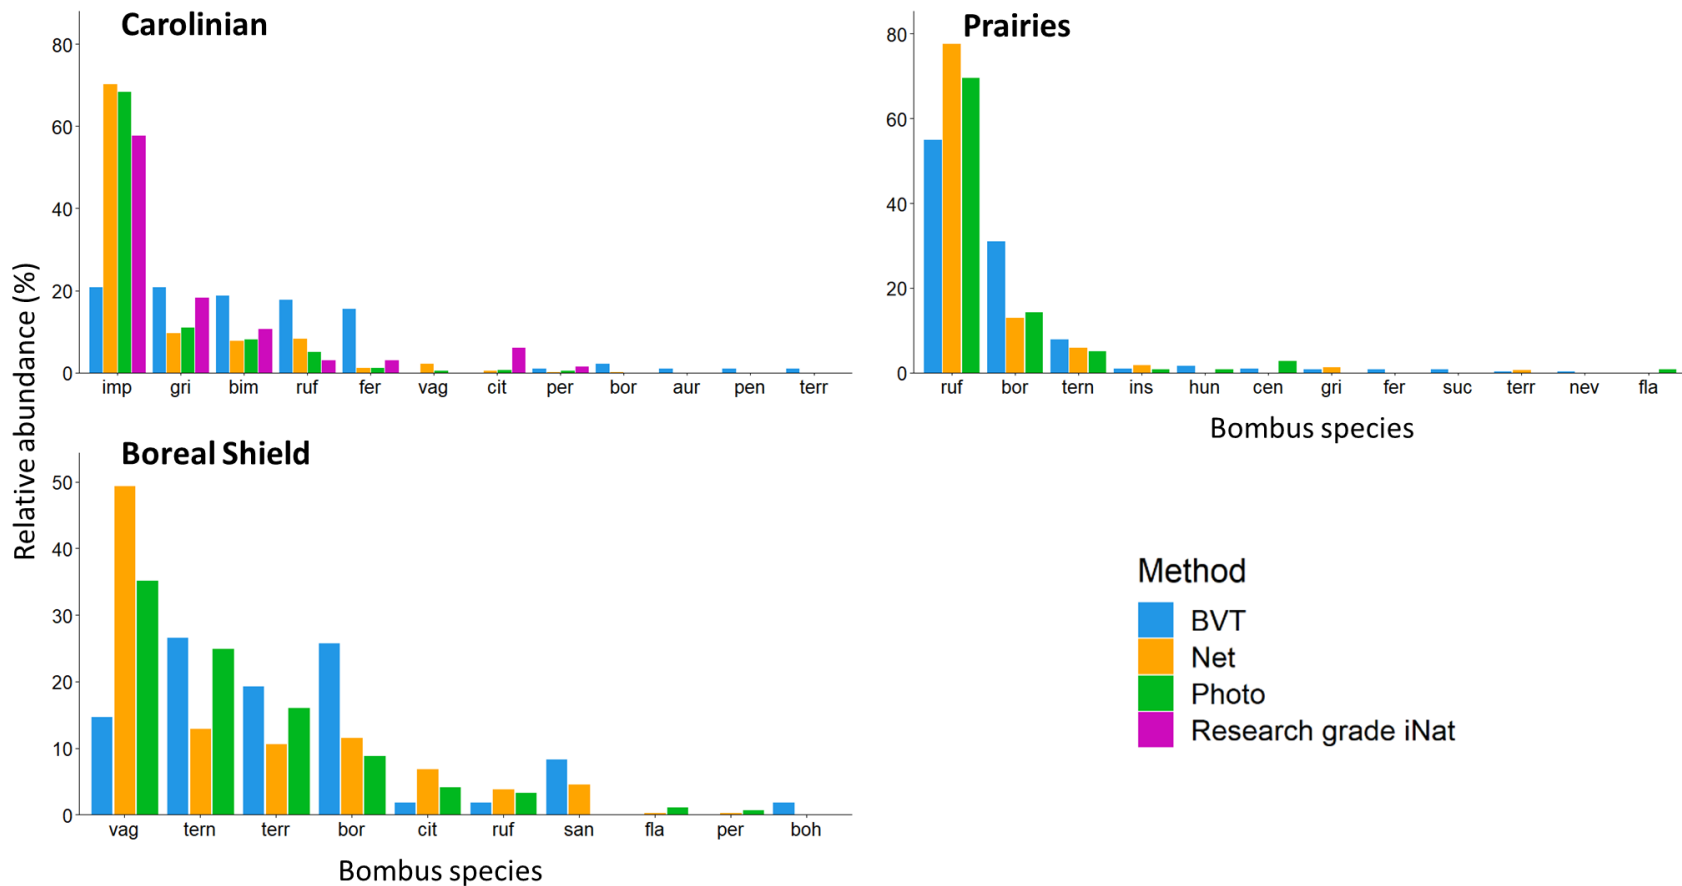 Carolinian
80
60
40
20
0
imp gri bim ruf fer vag cit per bor aur pen terr
Prairies
80
60
40
20
0
ruf bor tern ins hun cen gri fer suc terr nev fla
Bombus species
Relative abundance (%)
Boreal Shield
50
40
30
20
10
0
vag tern terr bor cit ruf san fla per boh
Bombus species
Method
BVT
Net
Photo
Research grade iNat